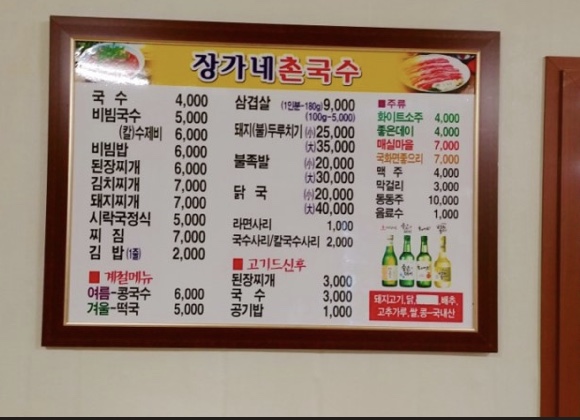 장가네촌국수
국 수 4,000
비빔국수 5,000
(칼)수제비 6,000
비빔밥 6,000
된장찌개 6,000
김치찌개 7,000
돼지찌개 7,000
시락국정식 5,000
찌 짐 7,000
김 밥(1줄) 2,000
■계절메뉴
여름-콩국수 6,000
겨울-떡국 5,000
삼겹살 (1인분-180g)9,000
(100g-5,000)
돼지(불)두루치기(小)25,000
(大)35,000
불족발 (小)20,000
(大)30,000
닭 국 (小)20,000
(大)40,000
라면사리 1,000
국수사리/칼국수사리 2,000
■고기드신후
된장찌개 3,000
국 수 3,000
공기밥 1,000
■주류
화이트소주 4,000
좋은데이 4,000
매실마을 7,000
국화면좋으리 7,000
맥 주 4,000
막걸리 3,000
동동주 10,000
음료수 1,000
돼지고기,닭, ,배추,
고추가루,쌀,콩-국내산